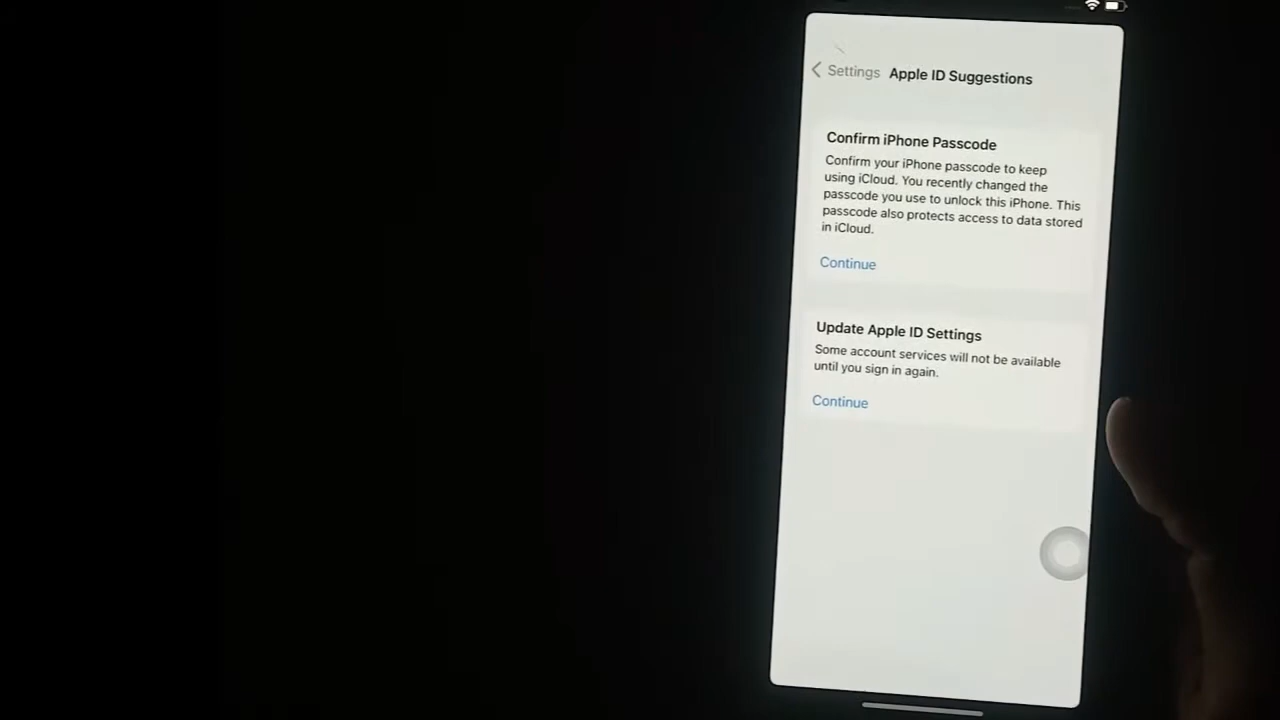 Settings Apple ID Suggestions
Confirm iPhone Passcode
Confirm your iPhone passcode to keep
using iCloud. You recently changed the
passcode you use to unlock this iPhone. This
passcode also protects access to data stored
in iCloud.
Continue
Update Apple ID Settings
Some account services will not be available
until you sign in again.
Continue